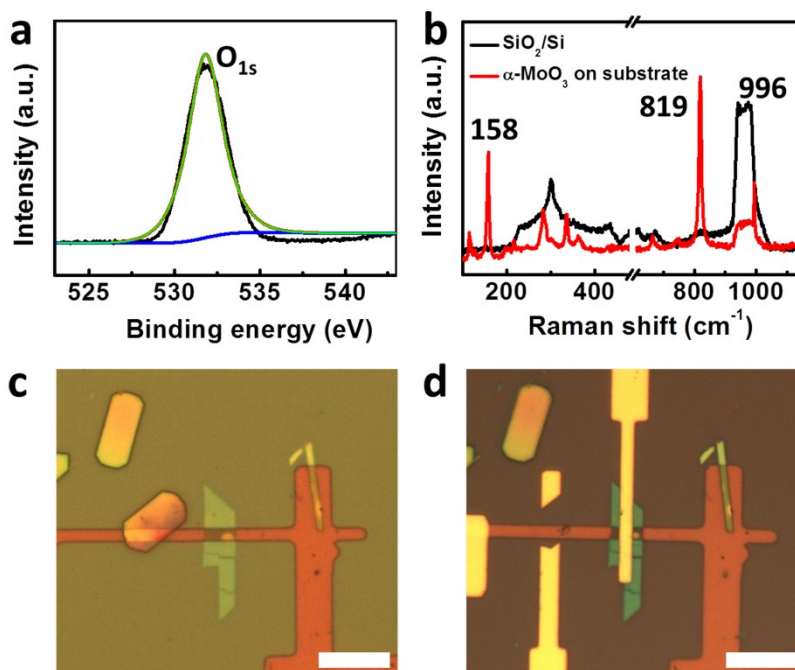 a
Intensity (a.u.)
O1s
525 530 535 540
Binding energy (eV)
b
Intensity (a.u.)
SiO2/Si
α-MoO3 on substrate
158
819
996
100 400 800 1000
Raman shift (cm-1)
c
d